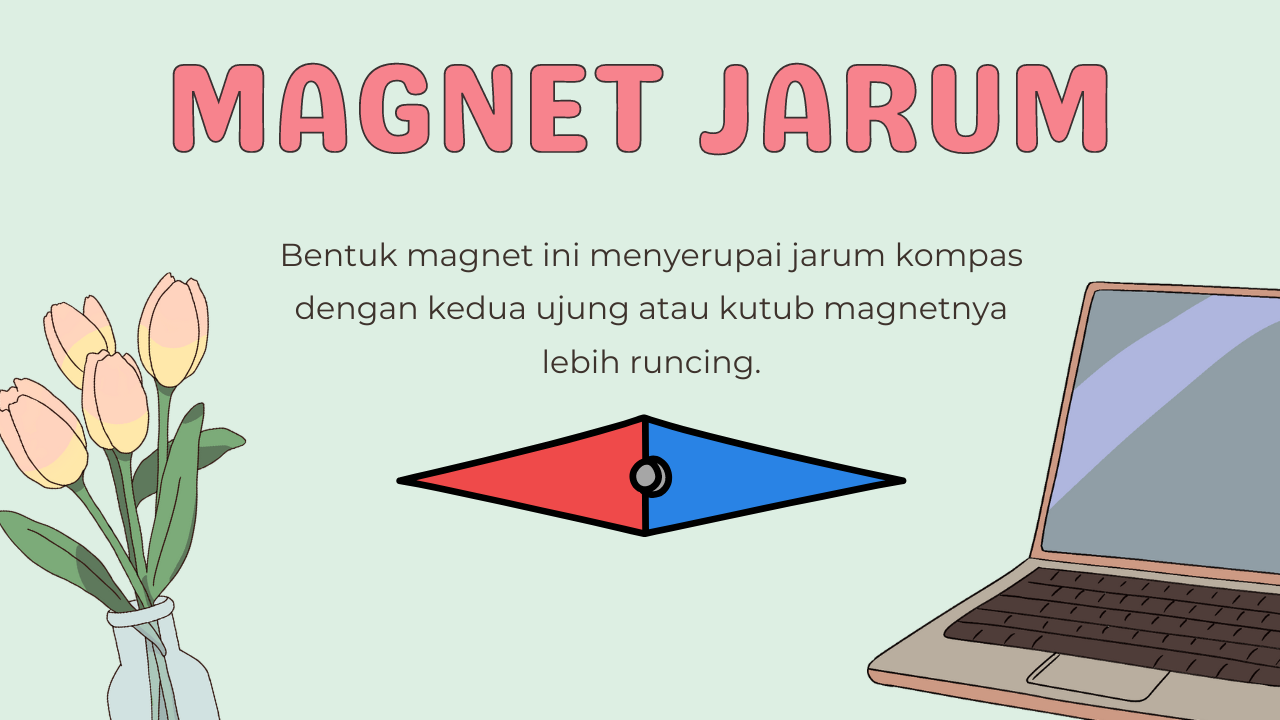 MAGNET JARUM
Bentuk magnet ini menyerupai jarum kompas
dengan kedua ujung atau kutub magnetnya
lebih runcing.